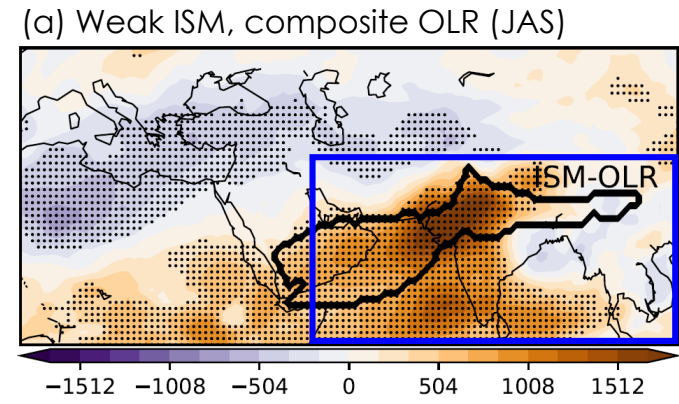 (a) Weak ISM, composite OLR (JAS)
ISM-OLR
−1512 −1008 −504 0 504 1008 1512